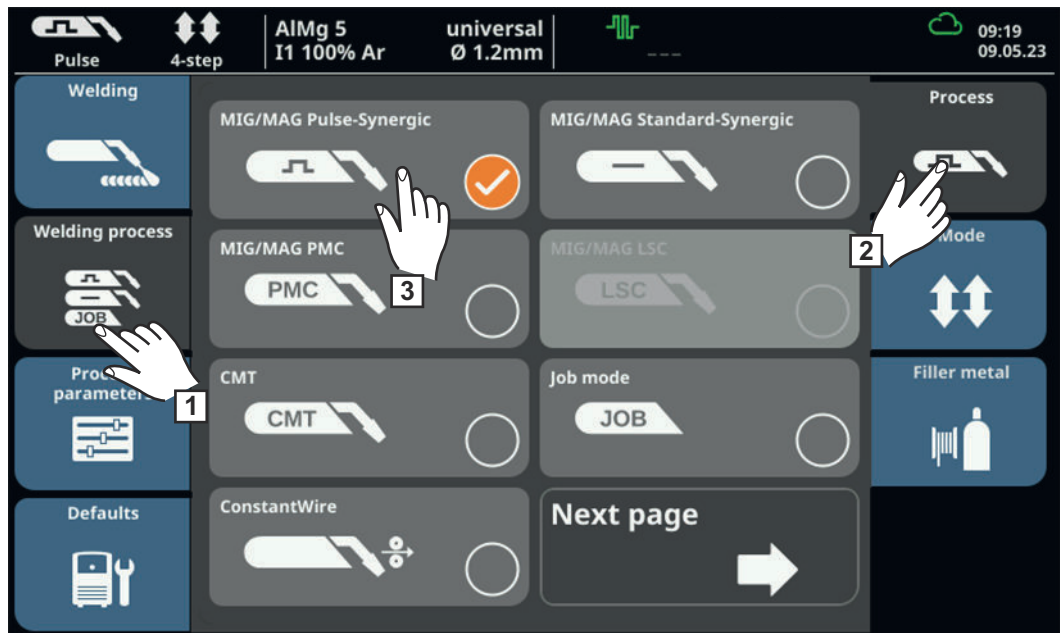 Pulse
4-step
AlMg 5
I1 100% Ar
universal
Ø 1.2mm
---
09:19
09.05.23
Welding
Welding process
JOB
1
parameters
Defaults
MIG/MAG Pulse-Synergic
MIG/MAG Standard-Synergic
3
MIG/MAG PMC
PMC
MIG/MAG LSC
LSC
CMT
CMT
Job mode
JOB
ConstantWire
Next page
Process
2
Mode
Filler metal